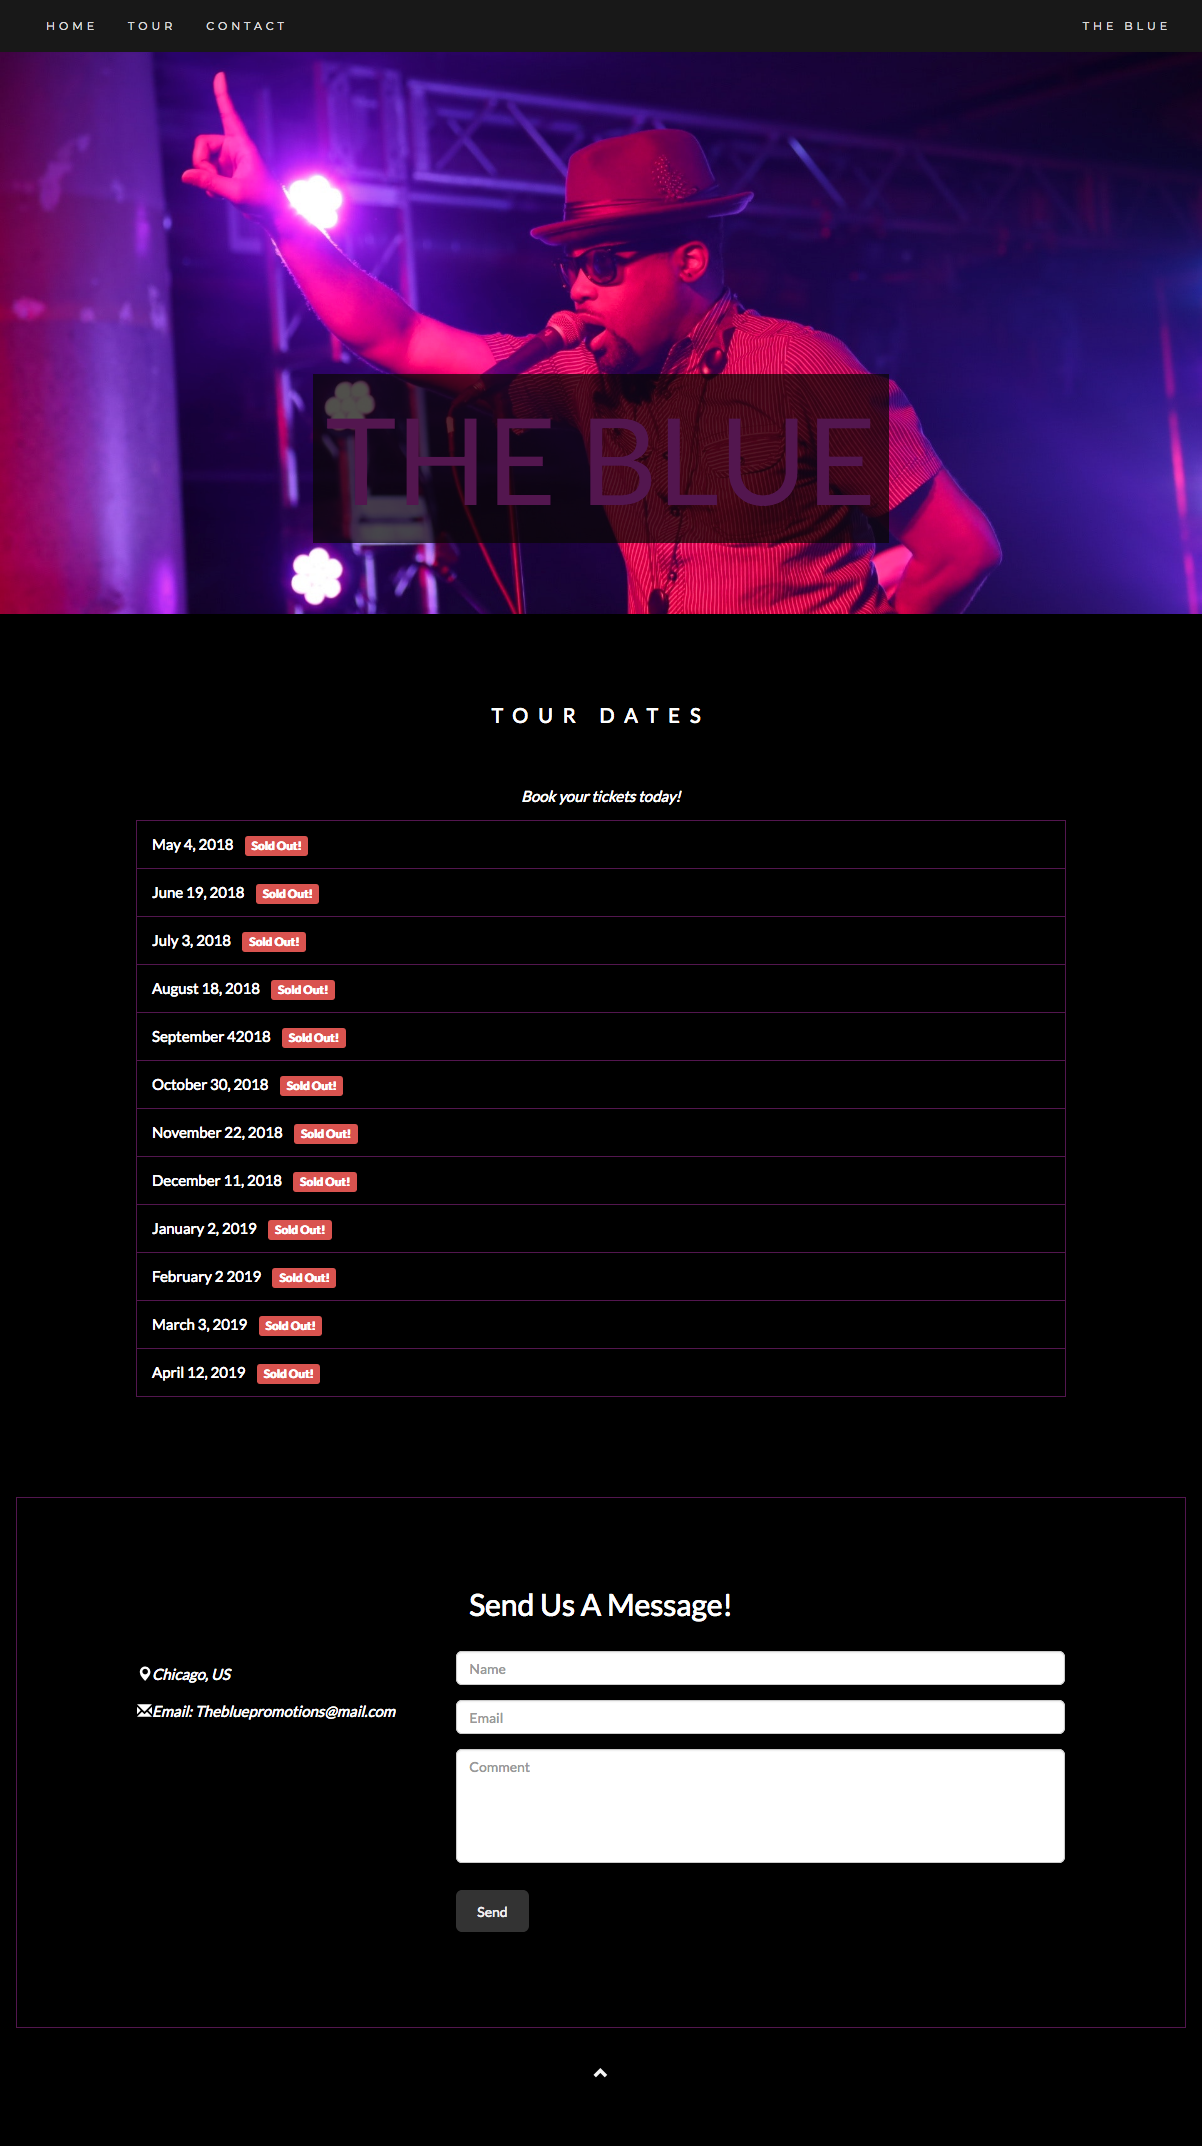 HOME TOUR CONTACT THE BLUE
THE BLUE
TOUR DATES
Book your tickets today!
May 4, 2018 Sold Out!
June 19, 2018 Sold Out!
July 3, 2018 Sold Out!
August 18, 2018 Sold Out!
September 42018 Sold Out!
October 30, 2018 Sold Out!
November 22, 2018 Sold Out!
December 11, 2018 Sold Out!
January 2, 2019 Sold Out!
February 2 2019 Sold Out!
March 3, 2019 Sold Out!
April 12, 2019 Sold Out!
Send Us A Message!
Chicago, US
Email: Thebluepromotions@mail.com
Name
Email
Comment
Send